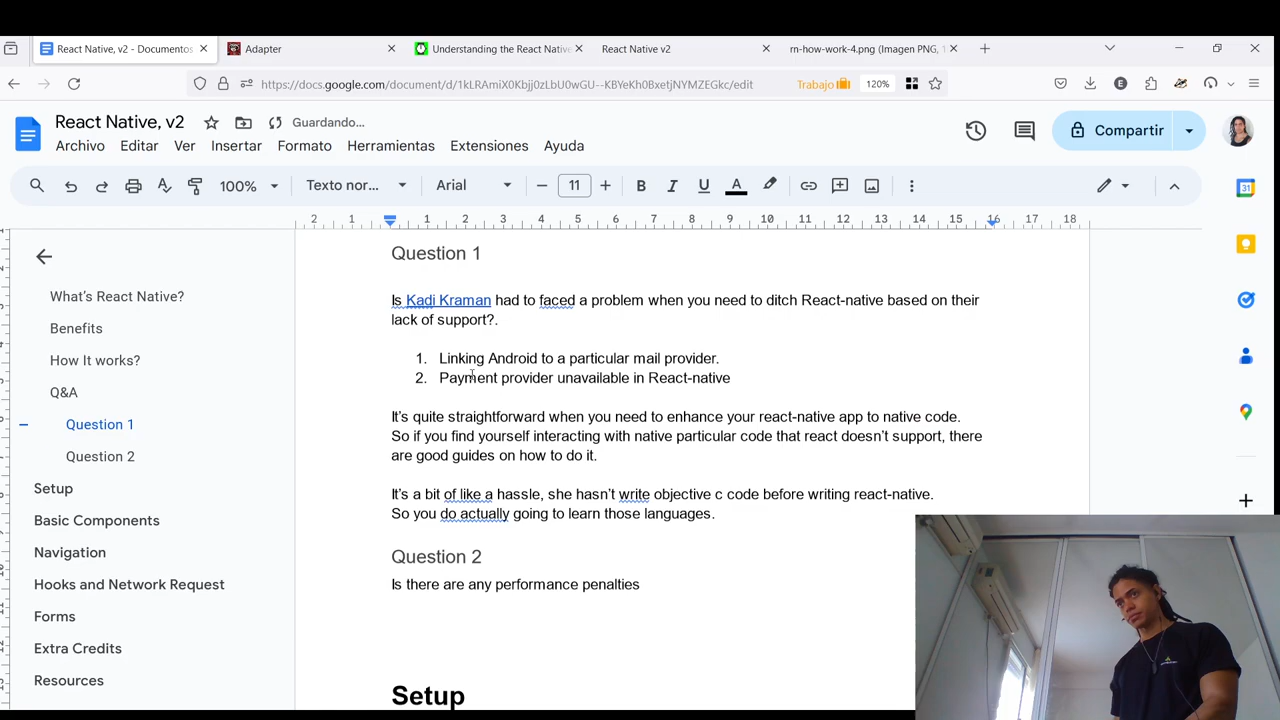 React Native, v2 - Documentos
Adapter
Understanding the React Native
React Native v2
rn-how-work-4.png (Imagen PNG, 
https://docs.google.com/document/d/1kLRAmiX0Kbjj0zLbU0wGU--KBYeKh0BxetjNYMZEGkc/edit
Trabajo
120%
React Native, v2
Guardando...
Archivo Editar Ver Insertar Formato Herramientas Extensiones Ayuda
Compartir
100% Texto nor... Arial 11 B I U A
2 1 1 2 3 4 5 6 7 8 9 10 11 12 13 14 15 16 17 18
31
What's React Native?
Benefits
How It works?
Q&A
Question 1
Question 2
Setup
Basic Components
Navigation
Hooks and Network Request
Forms
Extra Credits
Resources
Question 1
Is Kadi Kraman had to faced a problem when you need to ditch React-native based on their
lack of support?.
1. Linking Android to a particular mail provider.
2. Payment provider unavailable in React-native
It's quite straightforward when you need to enhance your react-native app to native code.
So if you find yourself interacting with native particular code that react doesn't support, there
are good guides on how to do it.
It's a bit of like a hassle, she hasn't write objective c code before writing react-native.
So you do actually going to learn those languages.
Question 2
Is there are any performance penalties
Setup